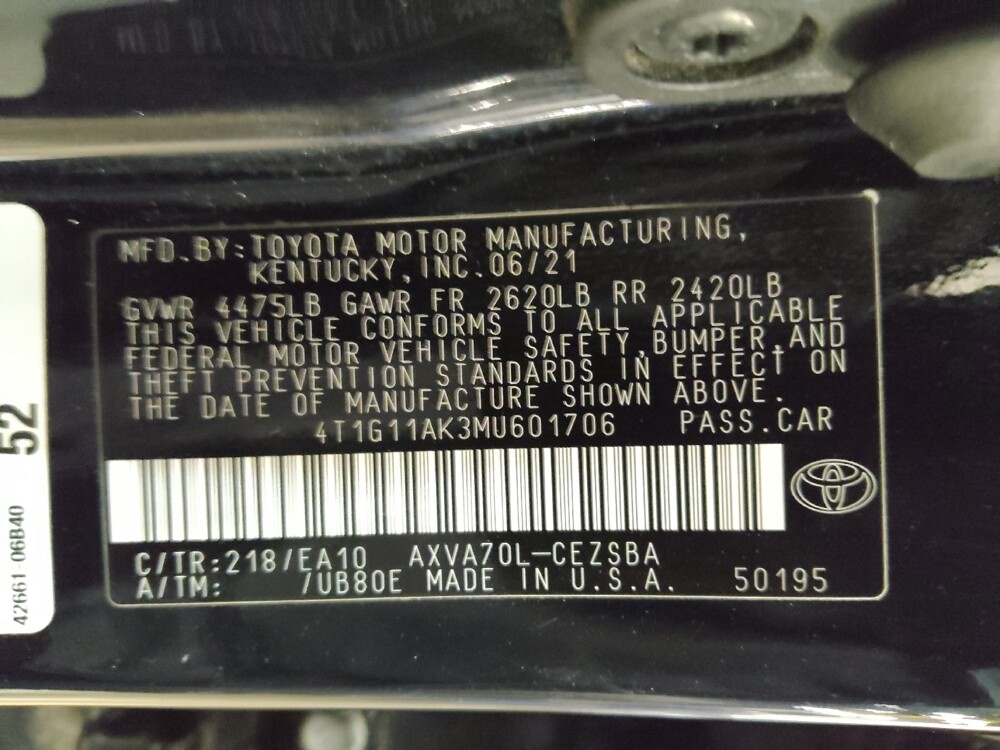 MFD.BY:TOYOTA MOTOR MANUFACTURING,
KENTUCKY,INC.06/21
GVWR 4475LB GAWR FR 2620LB RR 2420LB
THIS VEHICLE CONFORMS TO ALL APPLICABLE
FEDERAL MOTOR VEHICLE SAFETY,BUMPER,AND
THEFT PREVENTION STANDARDS IN EFFECT ON
THE DATE OF MANUFACTURE SHOWN ABOVE.
4T1G11AK3MU601706 PASS.CAR
C/TR:218/EA10 AXVA70L-CEZSBA
A/TM: /UB80E MADE IN U.S.A. 50195
52
42661-06B40